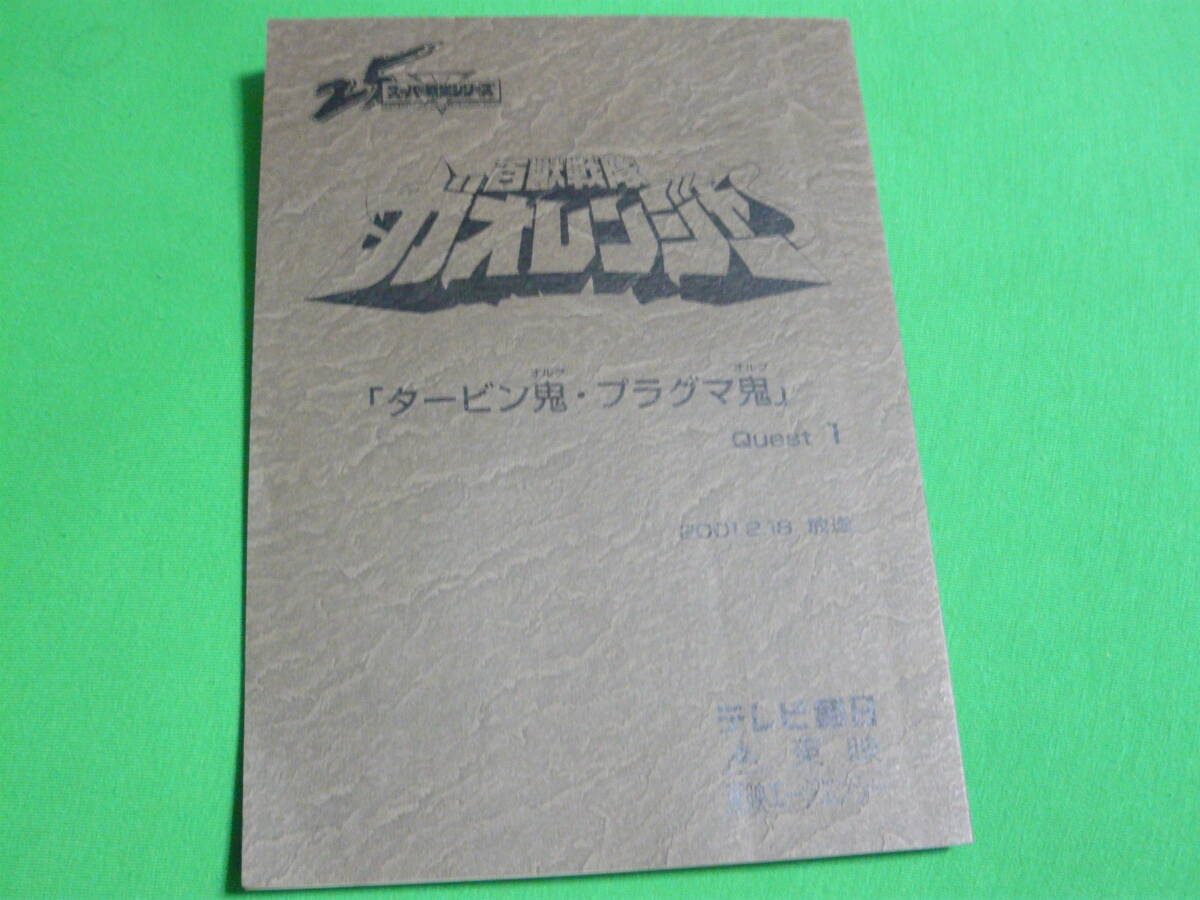 25 スーパー戦隊シリーズ
百獣戦隊
ガオレンジャー
オルグ オルグ
「タービン鬼・プラグマ鬼」
Quest 1
2001.2.18 放送
テレビ朝日
東映
東映エージエンシー